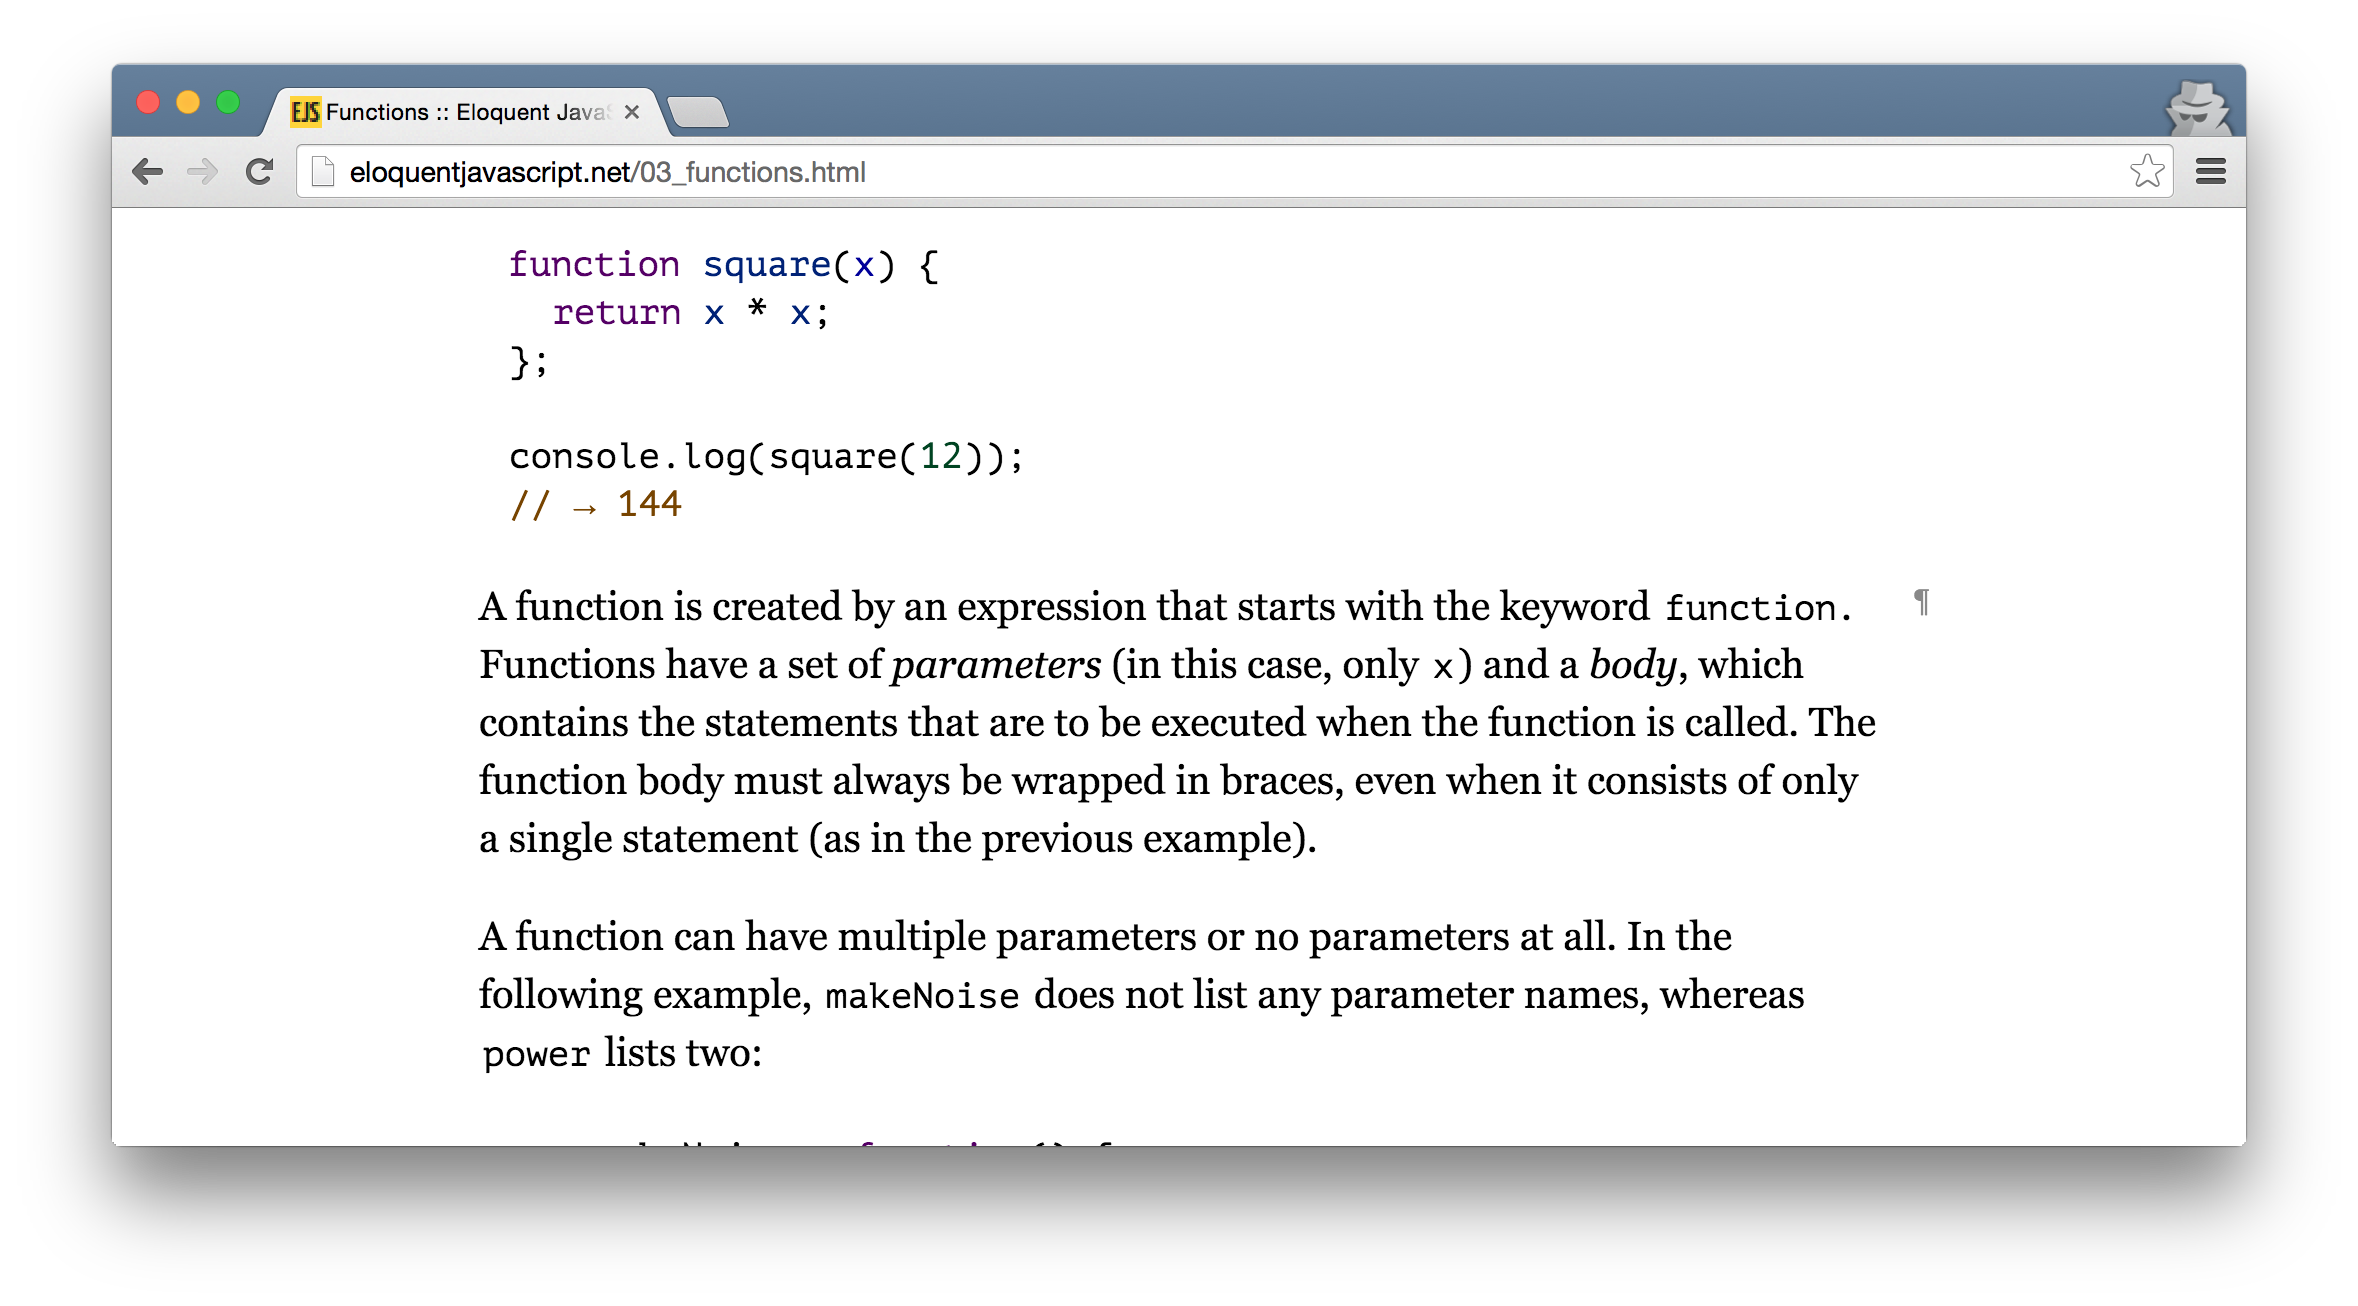 EJS Functions :: Eloquent Java
eloquentjavascript.net/03_functions.html
function square(x) {
  return x * x;
};
console.log(square(12));
// → 144
A function is created by an expression that starts with the keyword function. ¶
Functions have a set of parameters (in this case, only x) and a body, which
contains the statements that are to be executed when the function is called. The
function body must always be wrapped in braces, even when it consists of only
a single statement (as in the previous example).
A function can have multiple parameters or no parameters at all. In the
following example, makeNoise does not list any parameter names, whereas
power lists two: